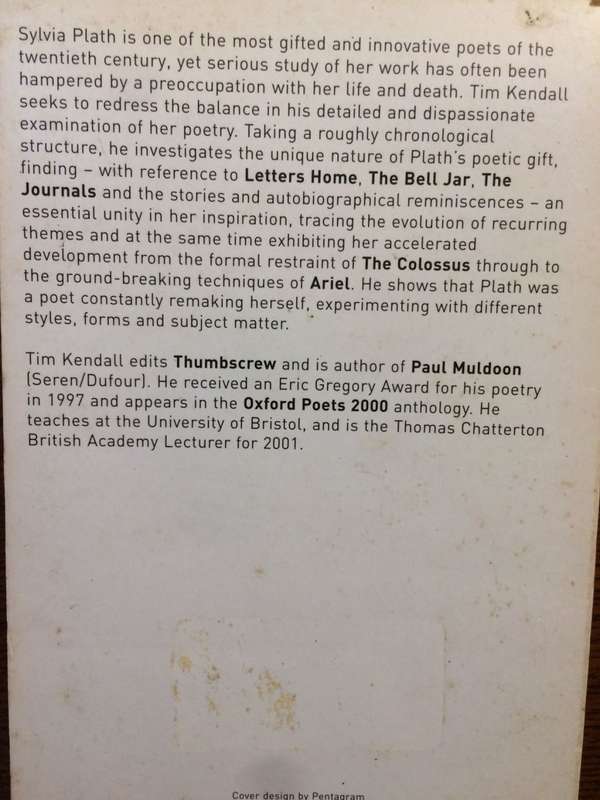 Sylvia Plath is one of the most gifted and innovative poets of the
twentieth century, yet serious study of her work has often been
hampered by a preoccupation with her life and death. Tim Kendall
seeks to redress the balance in his detailed and dispassionate
examination of her poetry. Taking a roughly chronological
structure, he investigates the unique nature of Plath's poetic gift,
finding – with reference to Letters Home, The Bell Jar, The
Journals and the stories and autobiographical reminiscences – an
essential unity in her inspiration, tracing the evolution of recurring
themes and at the same time exhibiting her accelerated
development from the formal restraint of The Colossus through to
the ground-breaking techniques of Ariel. He shows that Plath was
a poet constantly remaking herself, experimenting with different
styles, forms and subject matter.
Tim Kendall edits Thumbscrew and is author of Paul Muldoon
(Seren/Dufour). He received an Eric Gregory Award for his poetry
in 1997 and appears in the Oxford Poets 2000 anthology. He
teaches at the University of Bristol, and is the Thomas Chatterton
British Academy Lecturer for 2001.
Cover design by Pentagram